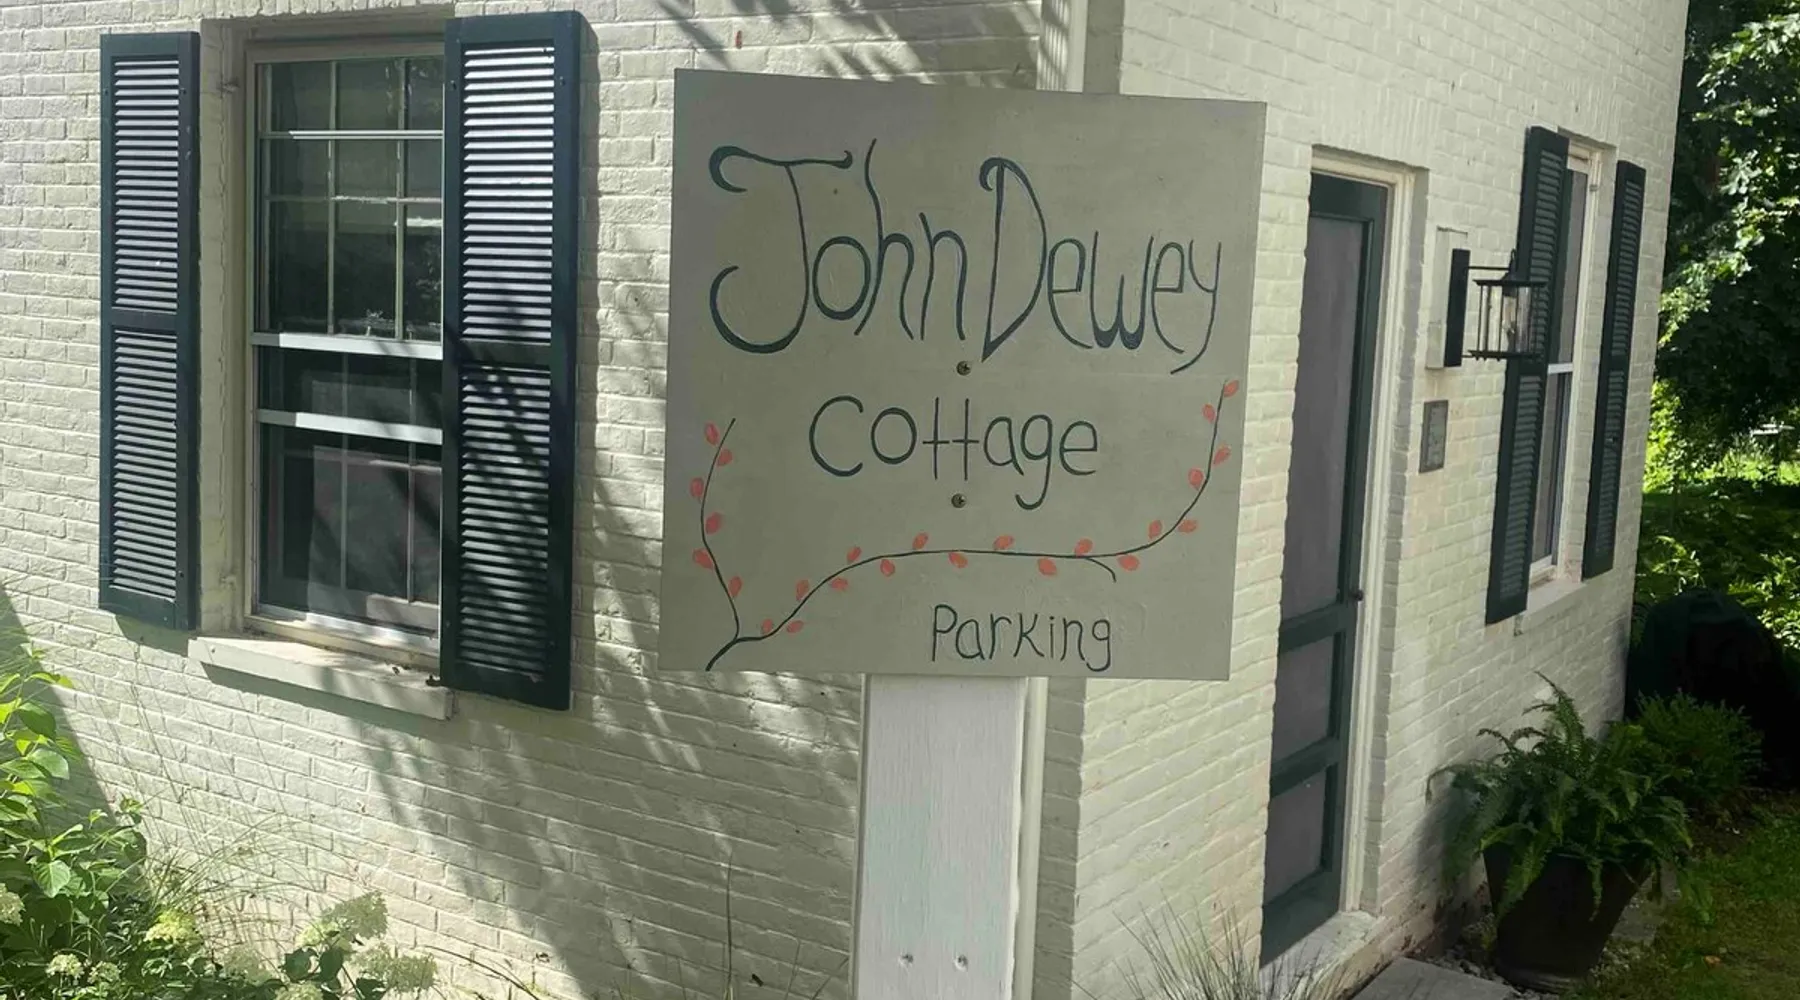 John Dewey
Cottage
Parking